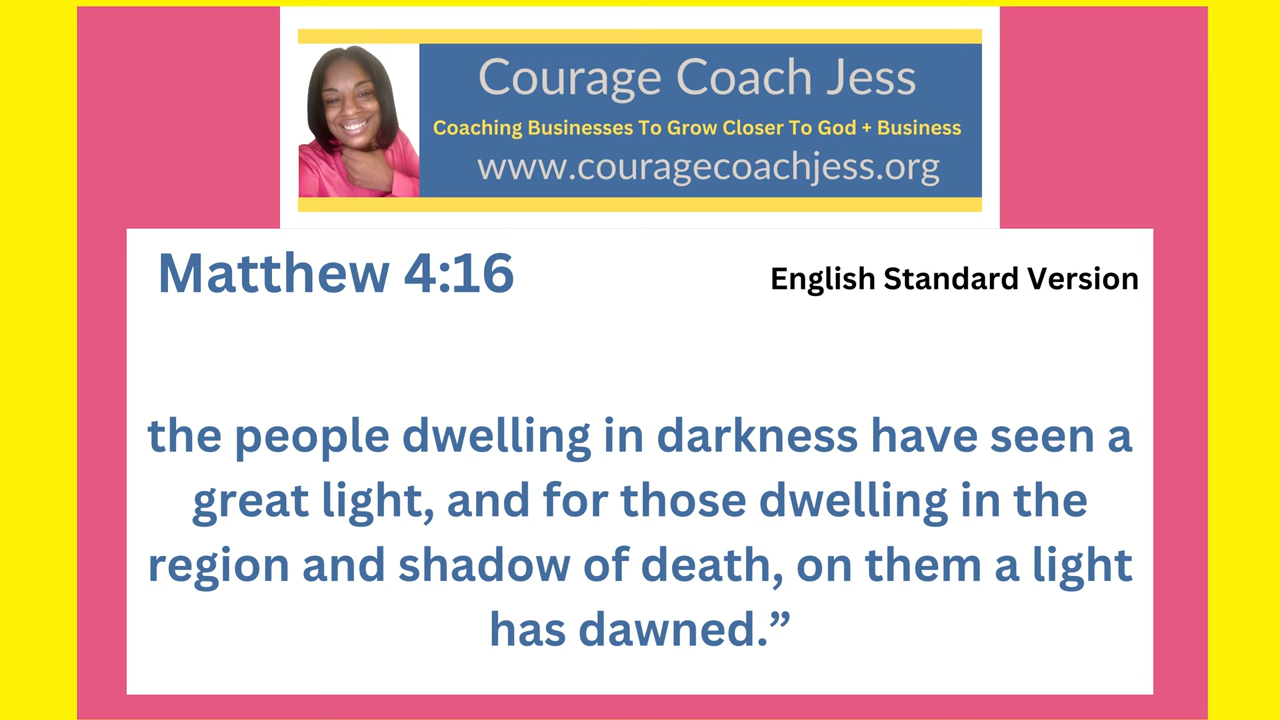 Courage Coach Jess
Coaching Businesses To Grow Closer To God + Business
www.couragecoachjess.org
Matthew 4:16
English Standard Version
the people dwelling in darkness have seen a
great light, and for those dwelling in the
region and shadow of death, on them a light
has dawned.”